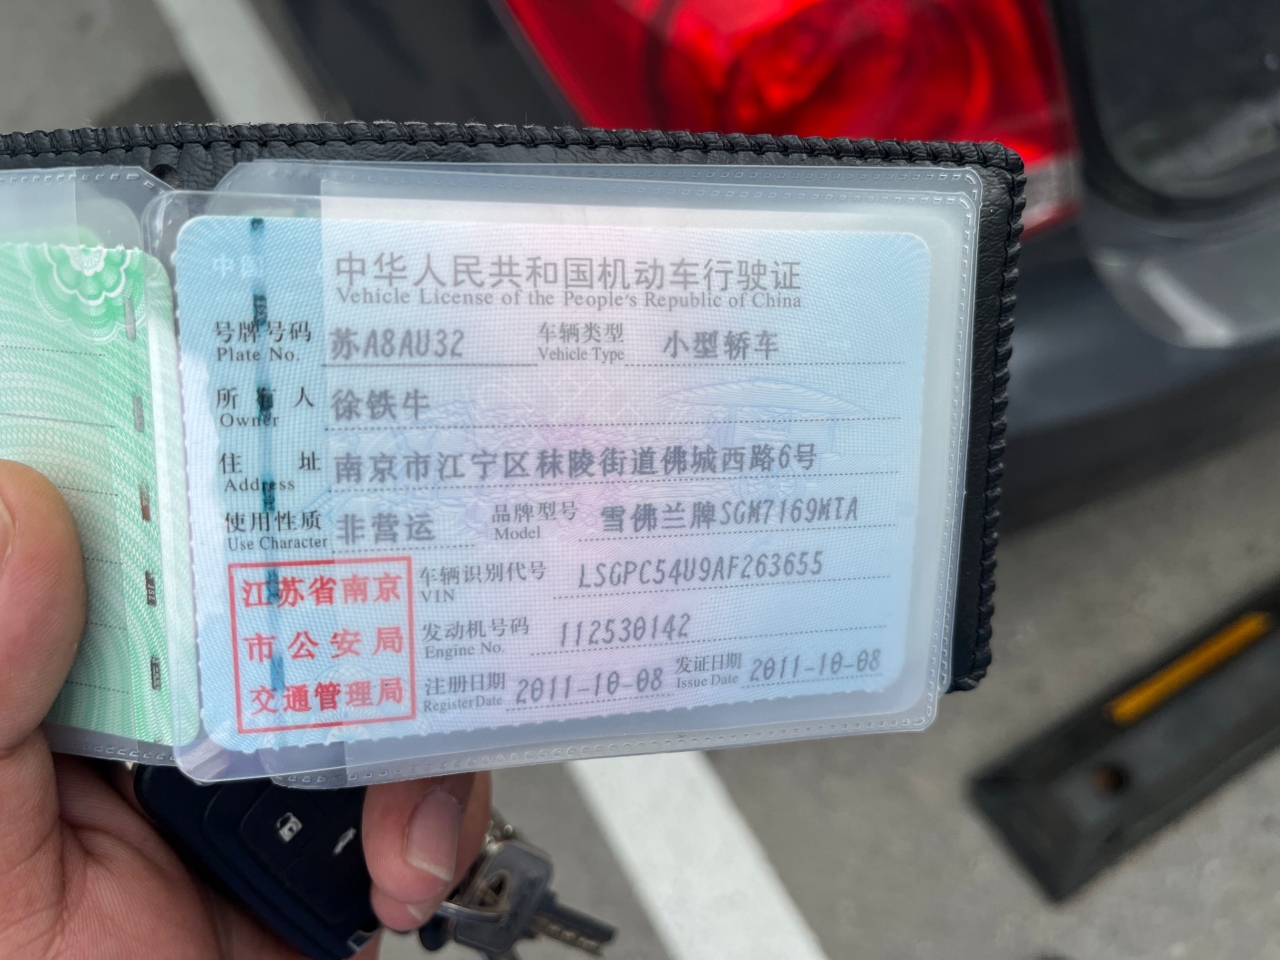 中华人民共和国机动车行驶证
Vehicle License of the People's Republic of China
号牌号码 苏A8AU32 车辆类型 小型轿车
Plate No. Vehicle Type
所有人 徐铁牛
Owner
住址 南京市江宁区秣陵街道佛城西路6号
Address
使用性质 非营运 品牌型号 雪佛兰牌SGM7169MTA
Use Character Model
江苏省南京
市公安局
交通管理局
车辆识别代号 LSGPC54U9AF263655
VIN
发动机号码 112530142
Engine No.
注册日期 2011-10-08 发证日期 2011-10-08
Register Date Issue Date